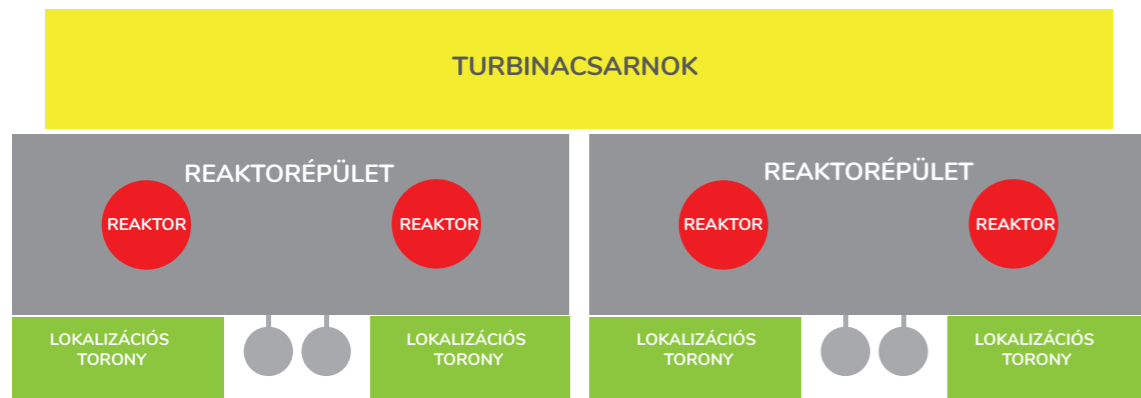 TURBINACSARNOK
REAKTORÉPÜLET
REAKTORÉPÜLET
REAKTOR
REAKTOR
REAKTOR
REAKTOR
LOKALIZÁCIÓS
TORONY
LOKALIZÁCIÓS
TORONY
LOKALIZÁCIÓS
TORONY
LOKALIZÁCIÓS
TORONY